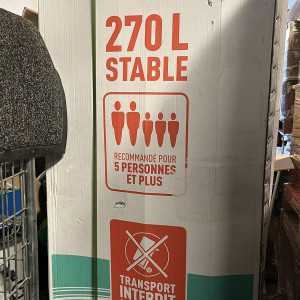 270 L
STABLE
RECOMMANDÉ POUR
5 PERSONNES
ET PLUS
TRANSPORT
INTERDIT